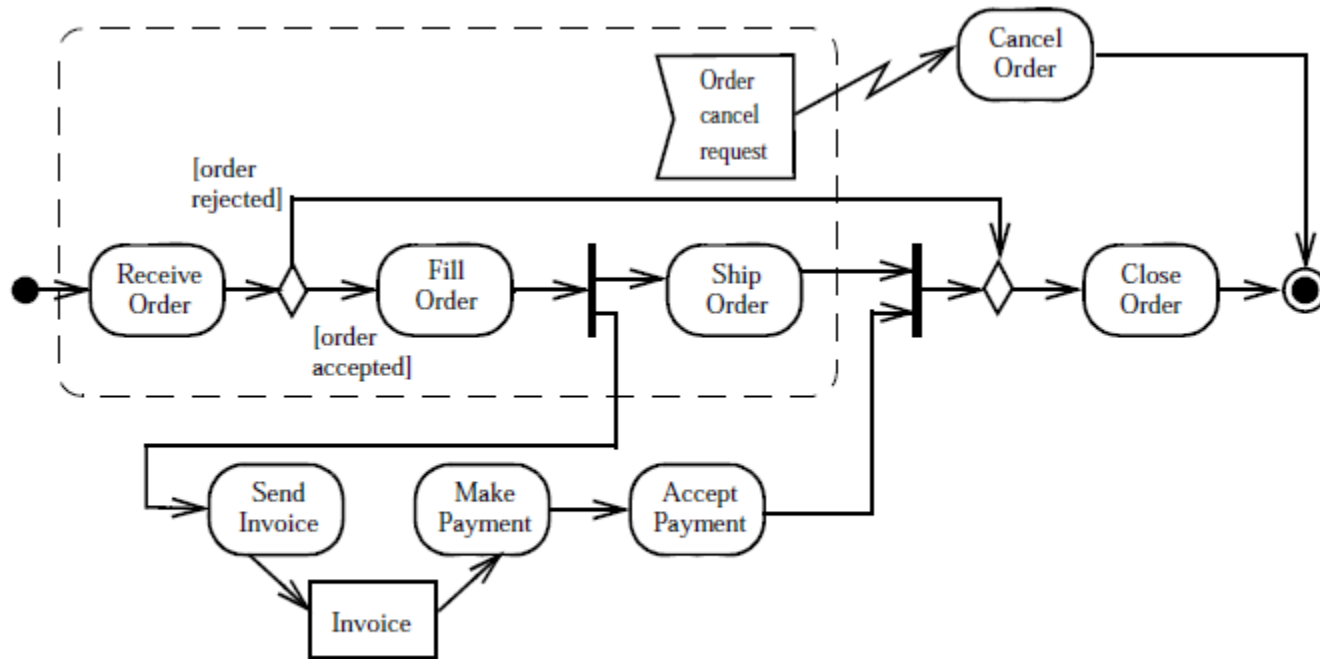 Cancel
Order
Order
cancel
request
[order
rejected]
Receive
Order
Fill
Order
Ship
Order
Close
Order
[order
accepted]
Send
Invoice
Make
Payment
Accept
Payment
Invoice